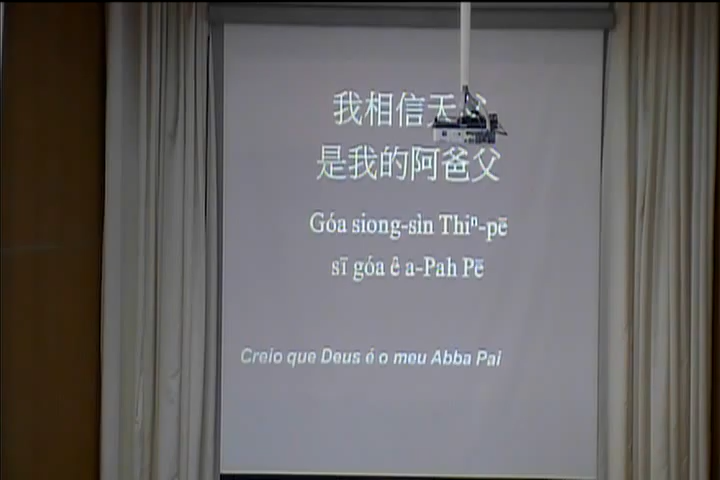 我相信天父
是我的阿爸父
Góa siong-sìn Thiⁿ-pē
sī góa ê a-Pah Pē
Creio que Deus é o meu Abba Pai